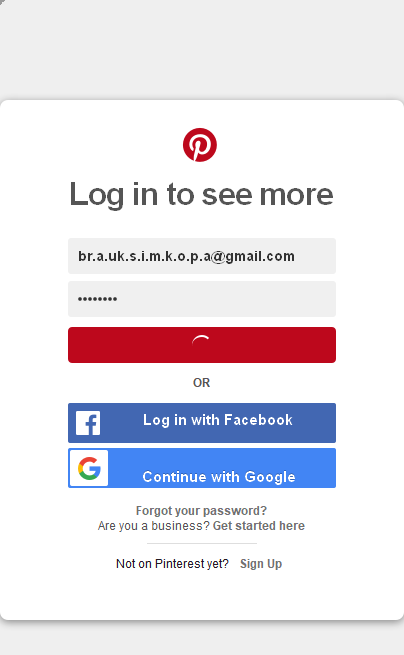 Log in to see more
br.a.uk.s.i.m.k.o.p.a@gmail.com
••••••••
OR
Log in with Facebook
Continue with Google
Forgot your password?
Are you a business? Get started here
Not on Pinterest yet? Sign Up